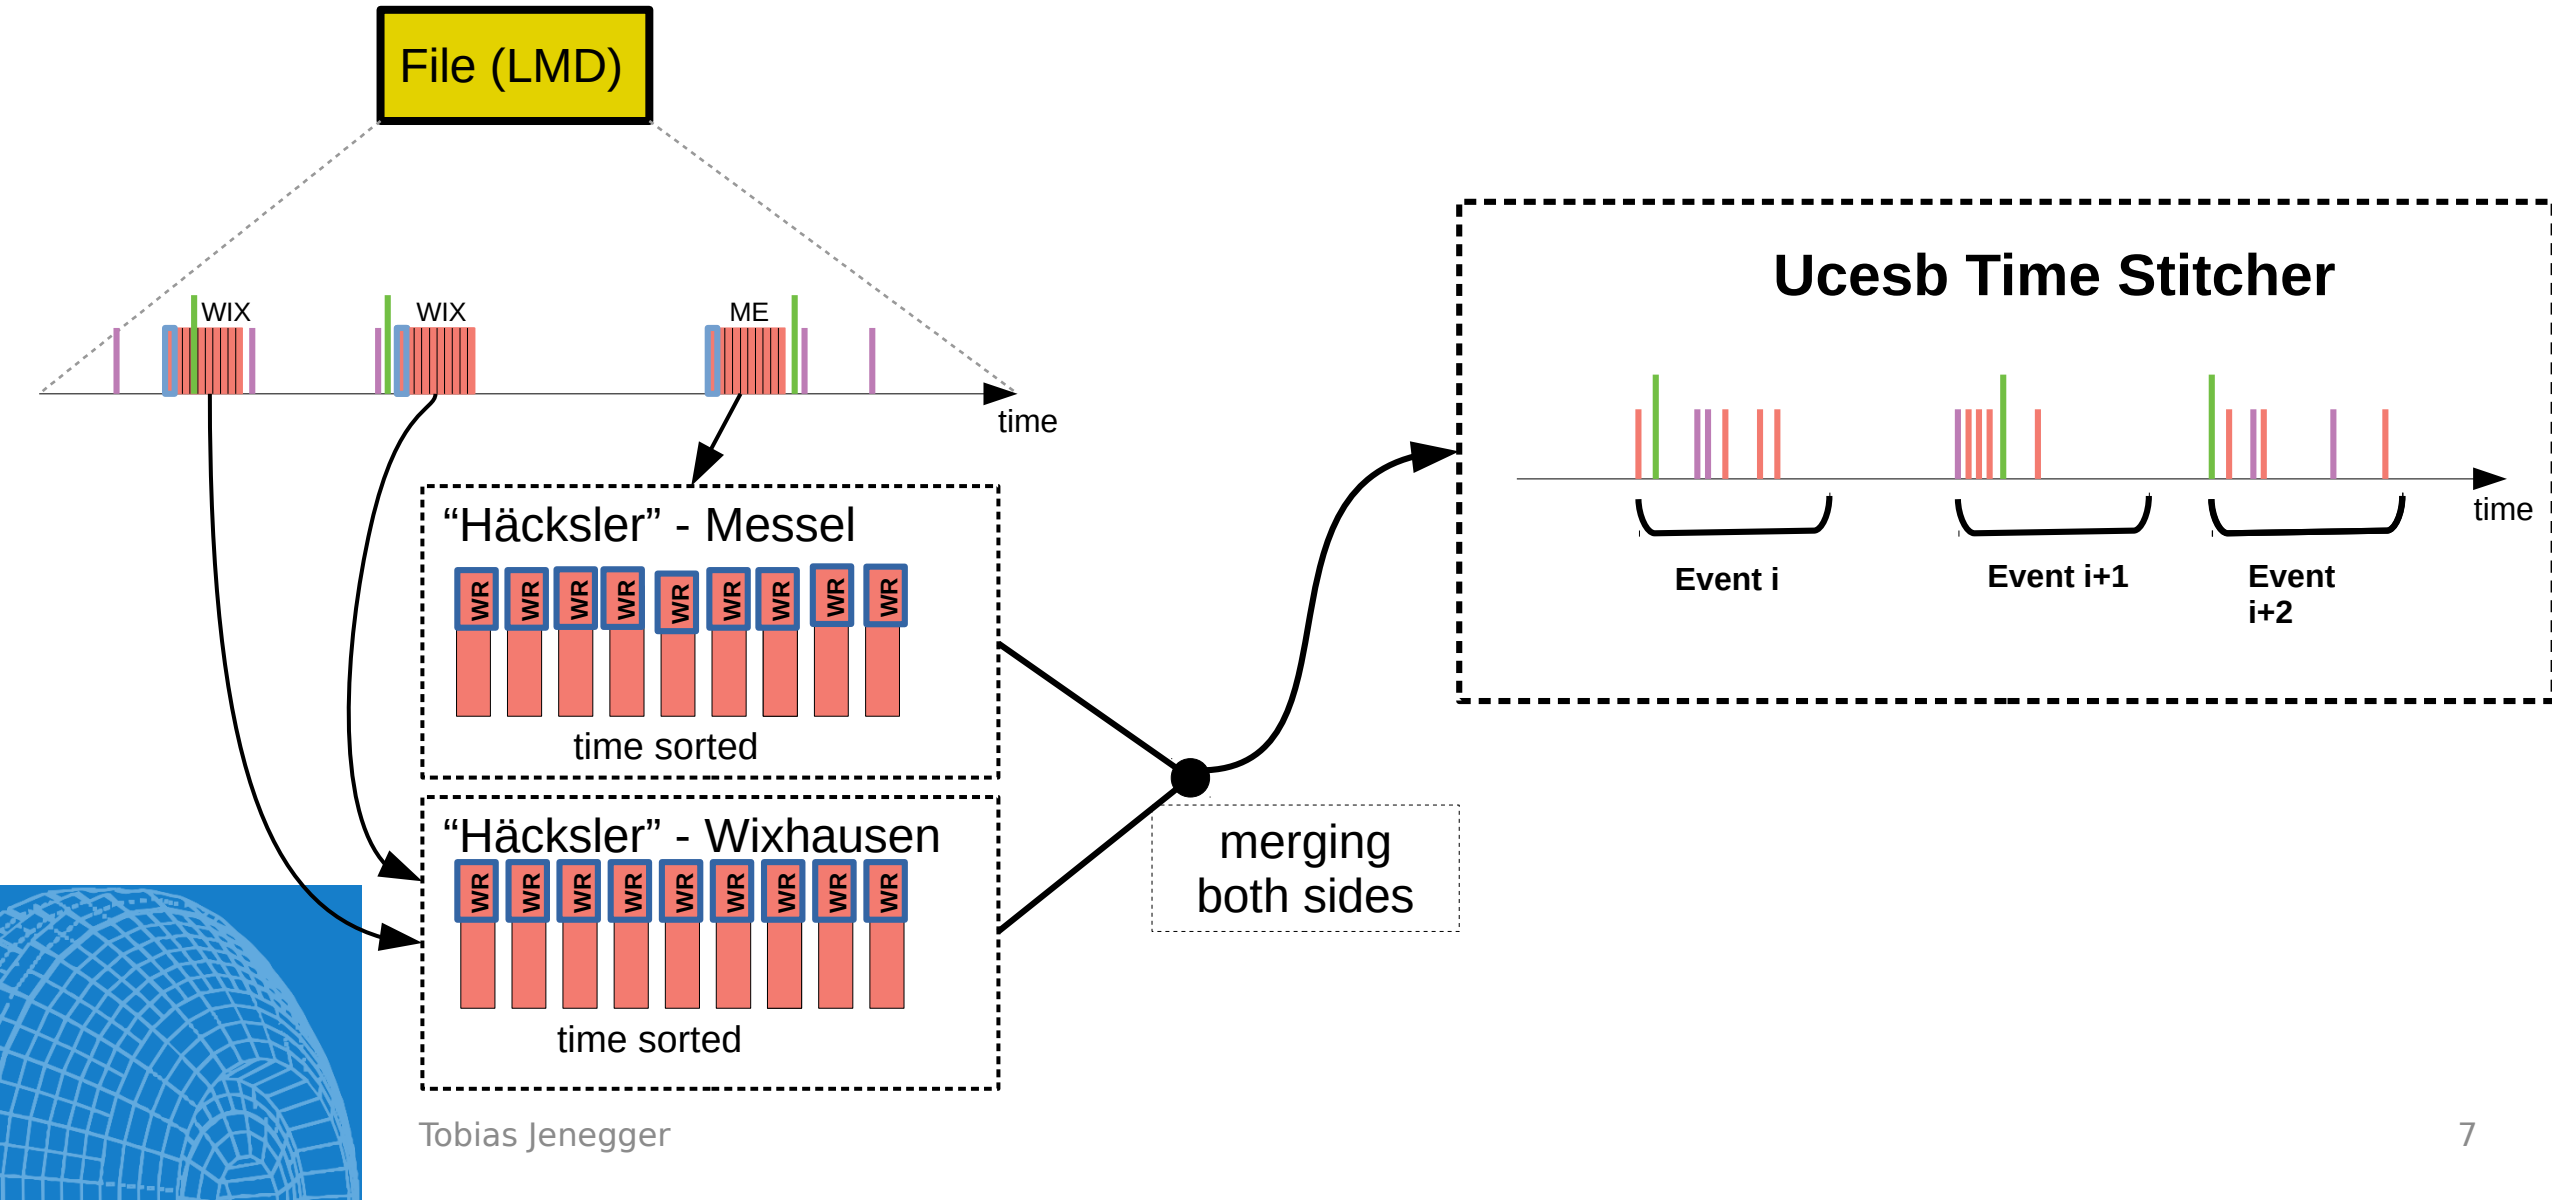 File (LMD)
WIX
WIX
ME
time
“Häcksler” - Messel
WR WR WR WR WR WR WR WR WR
time sorted
“Häcksler” - Wixhausen
WR WR WR WR WR WR WR WR WR
time sorted
merging
both sides
Ucesb Time Stitcher
time
Event i
Event i+1
Event
i+2
Tobias Jenegger
7